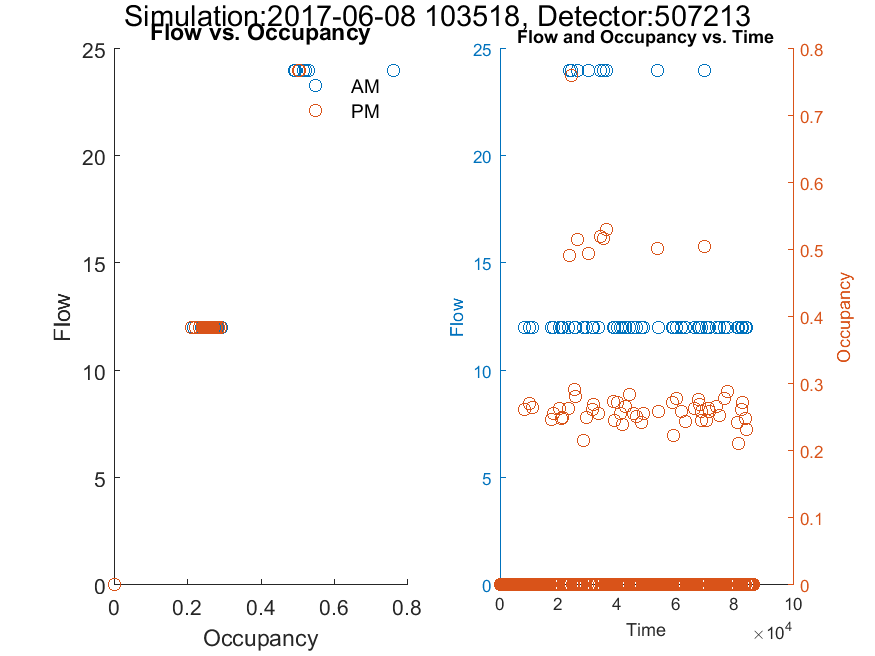 Simulation:2017-06-08 103518, Detector:507213
Flow vs. Occupancy
25
20
15
10
5
0
Flow
0 0.2 0.4 0.6 0.8
Occupancy
AM
PM
Flow and Occupancy vs. Time
25
20
15
10
5
0
Flow
0 2 4 6 8 10
×10⁴
Time
0.8
0.7
0.6
0.5
0.4
0.3
0.2
0.1
0
Occupancy